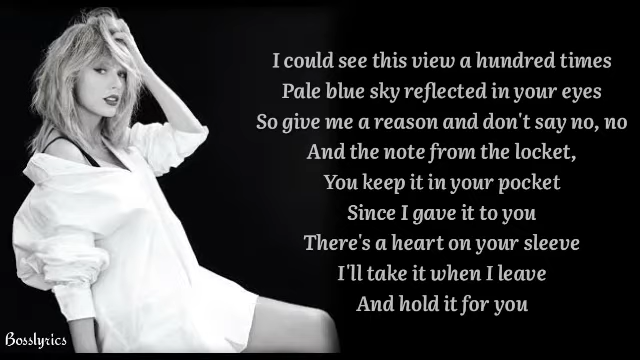 I could see this view a hundred times
Pale blue sky reflected in your eyes
So give me a reason and don't say no, no
And the note from the locket,
You keep it in your pocket
Since I gave it to you
There's a heart on your sleeve
I'll take it when I leave
And hold it for you
Bosslyrics